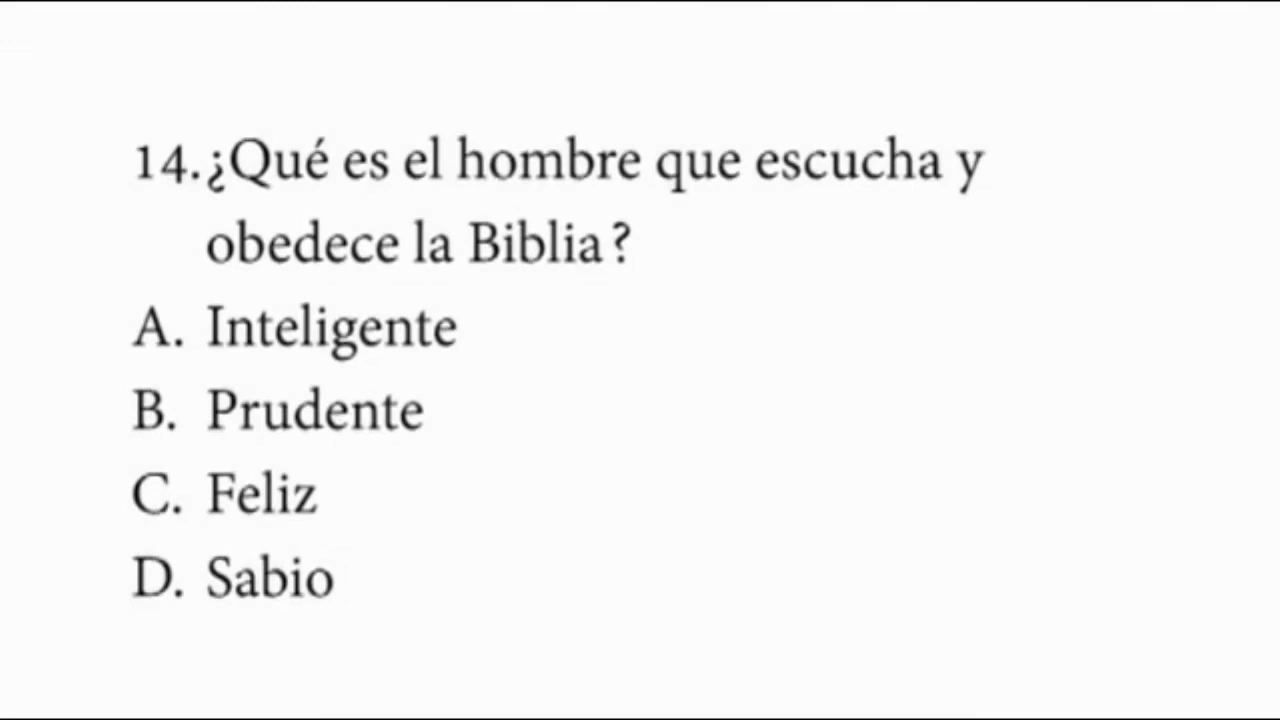 14.¿Qué es el hombre que escucha y
obedece la Biblia?
A. Inteligente
B. Prudente
C. Feliz
D. Sabio